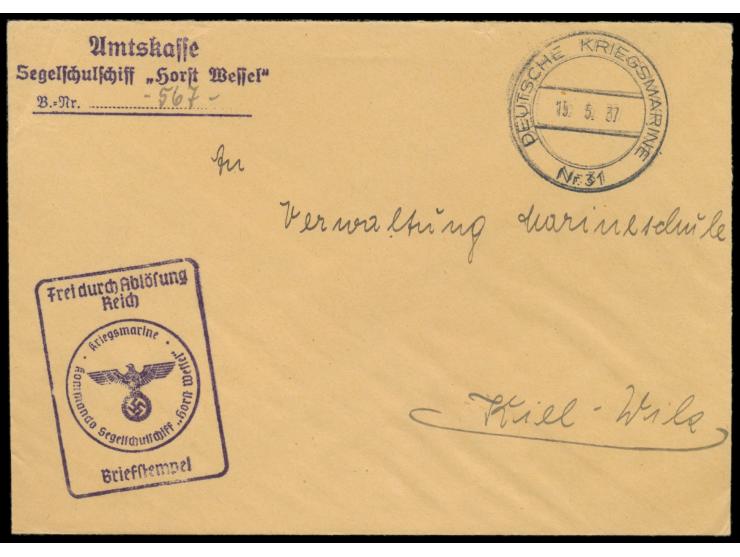 Amtskasse
Segelschulschiff „Horst Wessel“
B.=Nr. -567-
DEUTSCHE KRIEGSMARINE
15. 5. 37
Nr. 31
An
Verwaltung Marineschule
Frei durch Ablösung
Reich
Kriegsmarine
Kommando Segelschulschiff „Horst Wessel“
Briefstempel
Kiel - Wik